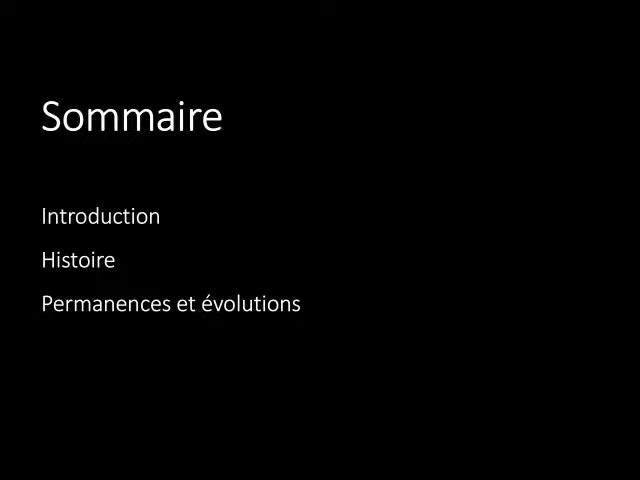 Sommaire
Introduction
Histoire
Permanences et évolutions